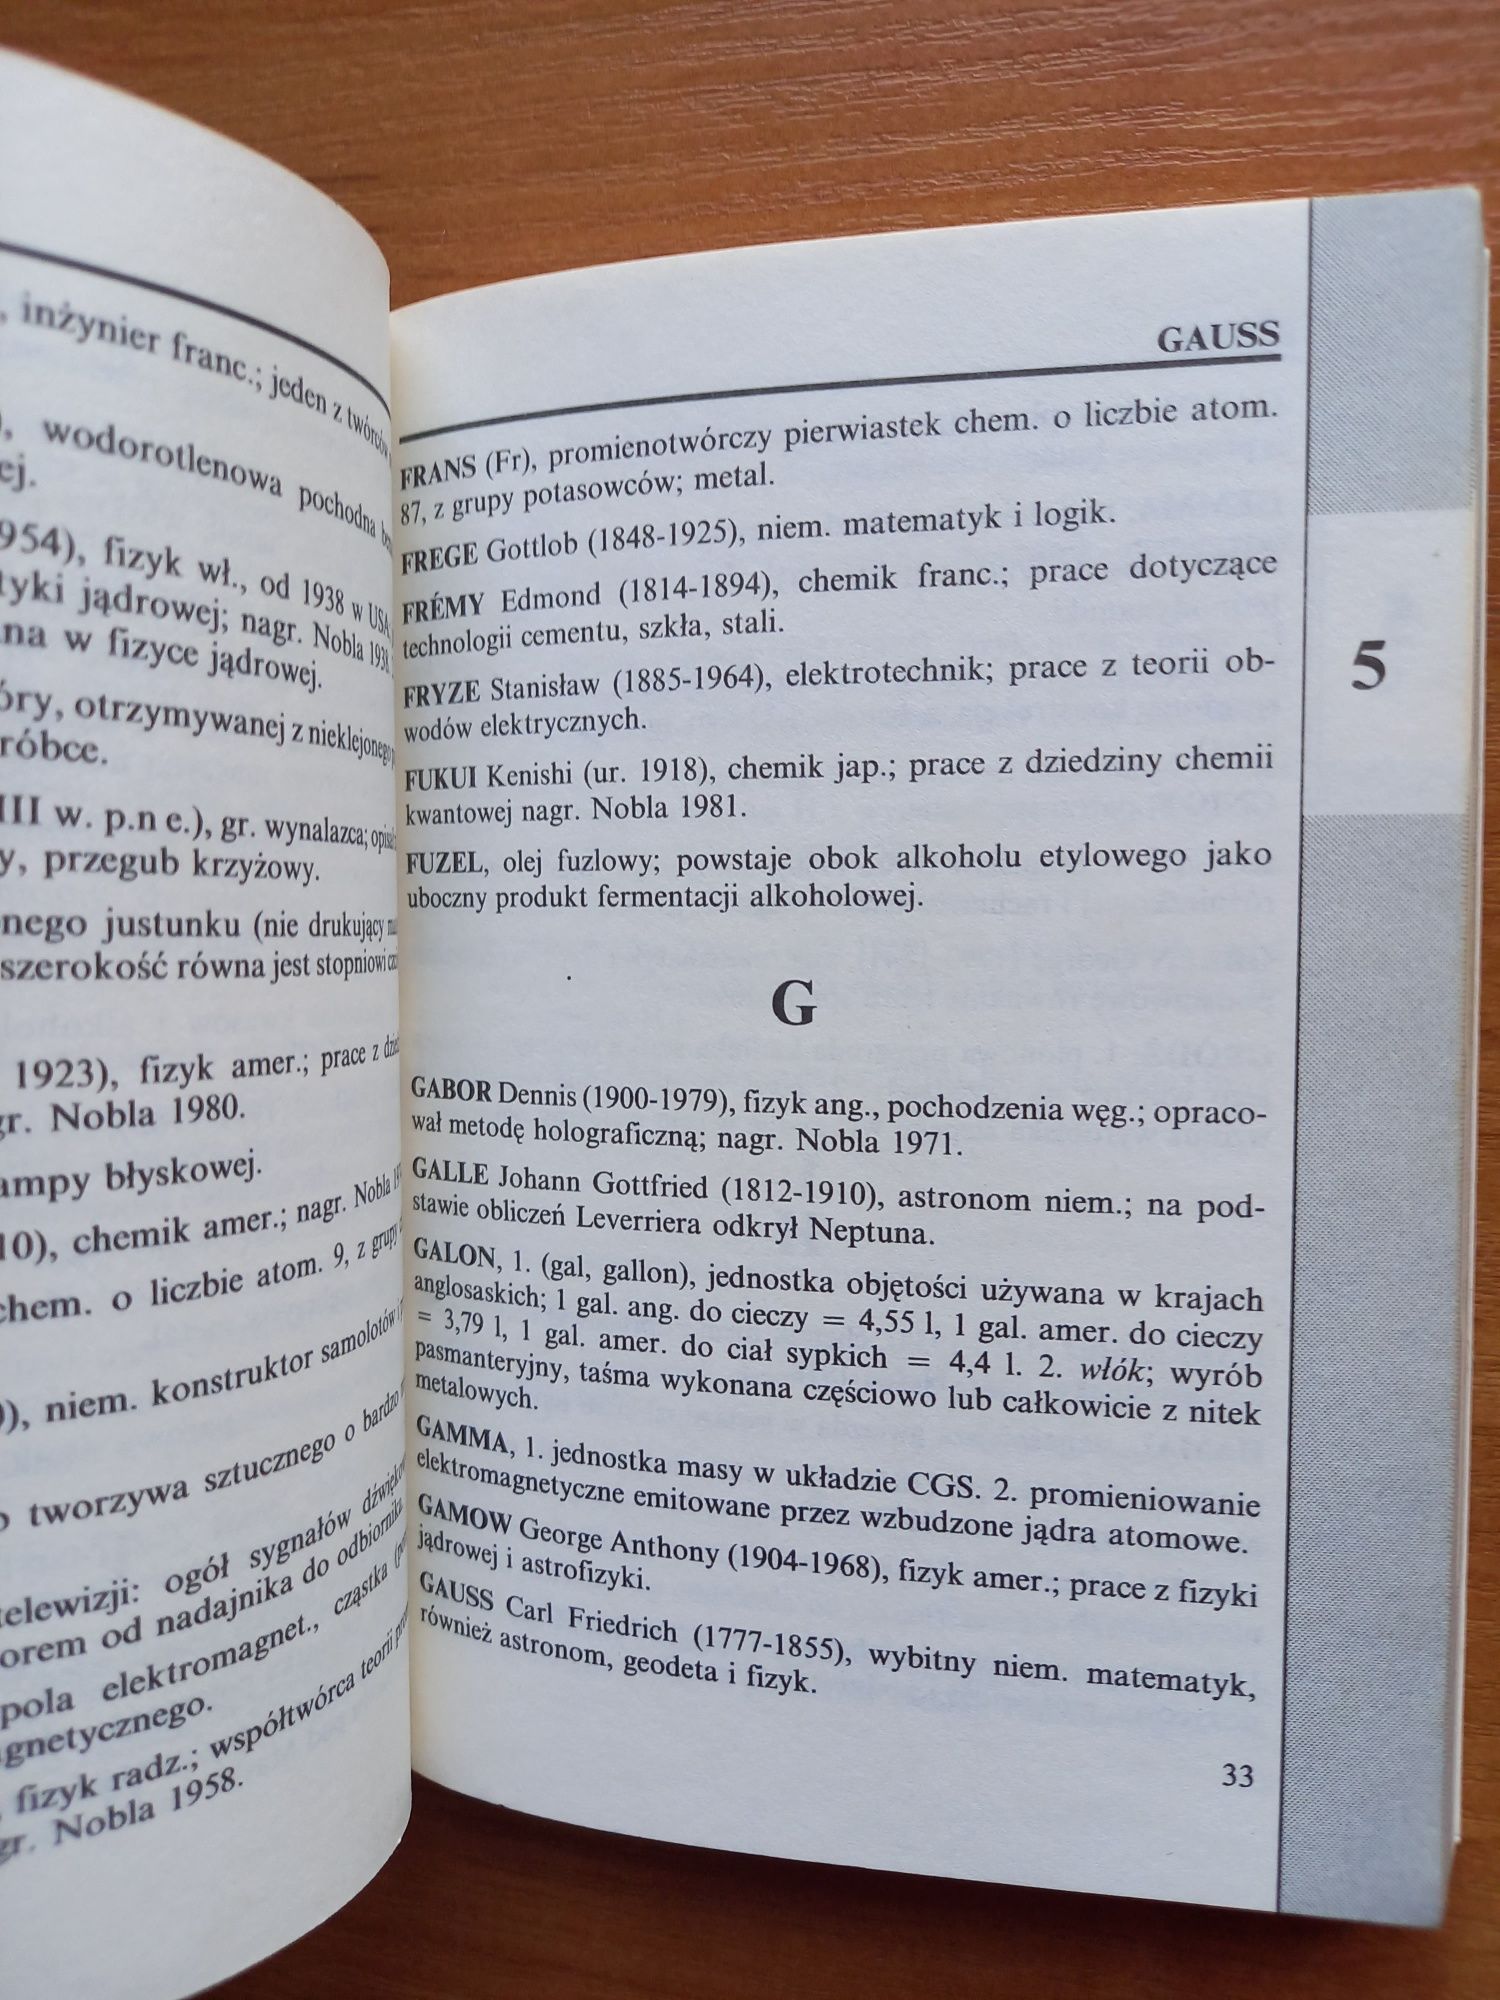 , inżynier franc.; jeden z twórców
), wodorotlenowa pochodna
ej.
954), fizyk wł., od 1938 w USA
tyki jądrowej; nagr. Nobla 1938
na w fizyce jądrowej.
óry, otrzymywanej z nieklejonego
róbce.
III w. p.n e.), gr. wynalazca;
y, przegub krzyżowy.
nego justunku (nie drukujący
szerokość równa jest stopniowi
1923), fizyk amer.; prace z
gr. Nobla 1980.
ampy błyskowej.
10), chemik amer.; nagr. Nobla
chem. o liczbie atom. 9, z grupy
), niem. konstruktor samolotów i
o tworzywa sztucznego o bardzo
telewizji: ogół sygnałów
orem od nadajnika do odbiornika.
pola elektromagnet., cząstka
gnetycznego.
, fizyk radz.; współtwórca teorii
gr. Nobla 1958.
GAUSS
FRANS (Fr), promienotwórczy pierwiastek chem. o liczbie atom.
87, z grupy potasowców; metal.
FREGE Gottlob (1848-1925), niem. matematyk i logik.
FRÉMY Edmond (1814-1894), chemik franc.; prace dotyczące
technologii cementu, szkła, stali.
FRYZE Stanisław (1885-1964), elektrotechnik; prace z teorii ob-
wodów elektrycznych.
FUKUI Kenishi (ur. 1918), chemik jap.; prace z dziedziny chemii
kwantowej nagr. Nobla 1981.
FUZEL, olej fuzlowy; powstaje obok alkoholu etylowego jako
uboczny produkt fermentacji alkoholowej.
G
GABOR Dennis (1900-1979), fizyk ang., pochodzenia węg.; opraco-
wał metodę holograficzną; nagr. Nobla 1971.
GALLE Johann Gottfried (1812-1910), astronom niem.; na pod-
stawie obliczeń Leverriera odkrył Neptuna.
GALON, 1. (gal, gallon), jednostka objętości używana w krajach
anglosaskich; 1 gal. ang. do cieczy = 4,55 l, 1 gal. amer. do cieczy
= 3,79 l, 1 gal. amer. do ciał sypkich = 4,4 l. 2. włók; wyrób
pasmanteryjny, taśma wykonana częściowo lub całkowicie z nitek
metalowych.
GAMMA, 1. jednostka masy w układzie CGS. 2. promieniowanie
elektromagnetyczne emitowane przez wzbudzone jądra atomowe.
GAMOW George Anthony (1904-1968), fizyk amer.; prace z fizyki
jądrowej i astrofizyki.
GAUSS Carl Friedrich (1777-1855), wybitny niem. matematyk,
również astronom, geodeta i fizyk.
33
5